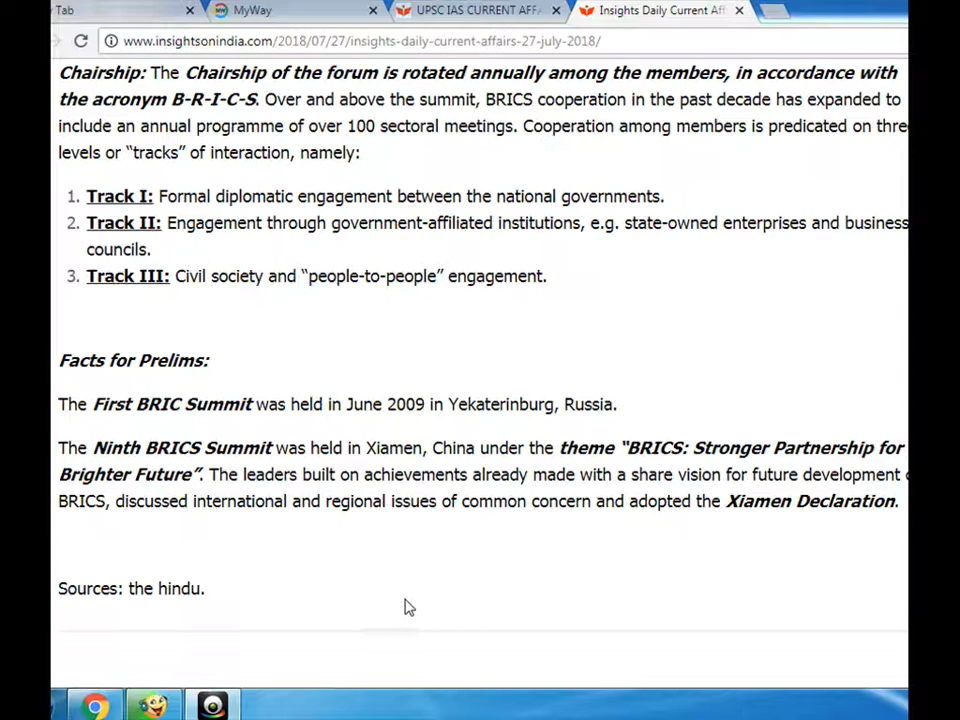 Tab
MyWay
UPSC IAS CURRENT AFFA
Insights Daily Current Aff
www.insightsonindia.com/2018/07/27/insights-daily-current-affairs-27-july-2018/
Chairship: The Chairship of the forum is rotated annually among the members, in accordance with
the acronym B-R-I-C-S. Over and above the summit, BRICS cooperation in the past decade has expanded to
include an annual programme of over 100 sectoral meetings. Cooperation among members is predicated on three
levels or “tracks” of interaction, namely:
1. Track I: Formal diplomatic engagement between the national governments.
2. Track II: Engagement through government-affiliated institutions, e.g. state-owned enterprises and business
councils.
3. Track III: Civil society and “people-to-people” engagement.
Facts for Prelims:
The First BRIC Summit was held in June 2009 in Yekaterinburg, Russia.
The Ninth BRICS Summit was held in Xiamen, China under the theme “BRICS: Stronger Partnership for
Brighter Future”. The leaders built on achievements already made with a share vision for future development
BRICS, discussed international and regional issues of common concern and adopted the Xiamen Declaration.
Sources: the hindu.